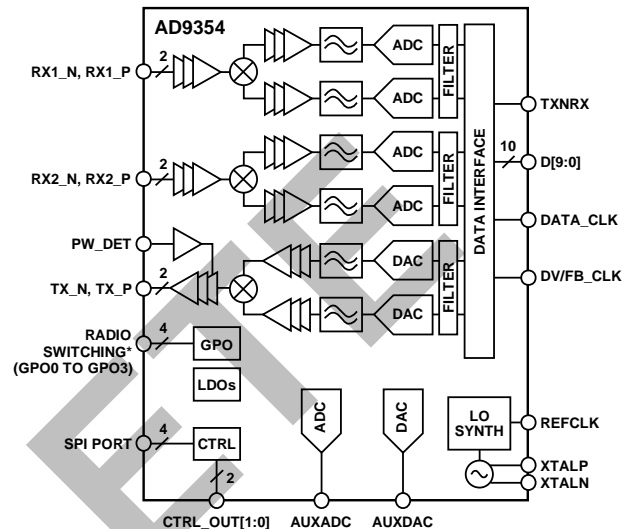 AD9354
RX1_N, RX1_P
2
ADC
ADC
FILTER
RX2_N, RX2_P
2
ADC
ADC
FILTER
PW_DET
TX_N, TX_P
2
DAC
DAC
FILTER
DATA INTERFACE
TXNRX
10
D[9:0]
DATA_CLK
DV/FB_CLK
RADIO
SWITCHING*
(GPO0 TO GPO3)
4
GPO
LDOs
SPI PORT
4
CTRL
2
CTRL_OUT[1:0]
ADC
AUXADC
DAC
AUXDAC
LO
SYNTH
REFCLK
XTALP
XTALN
ETE